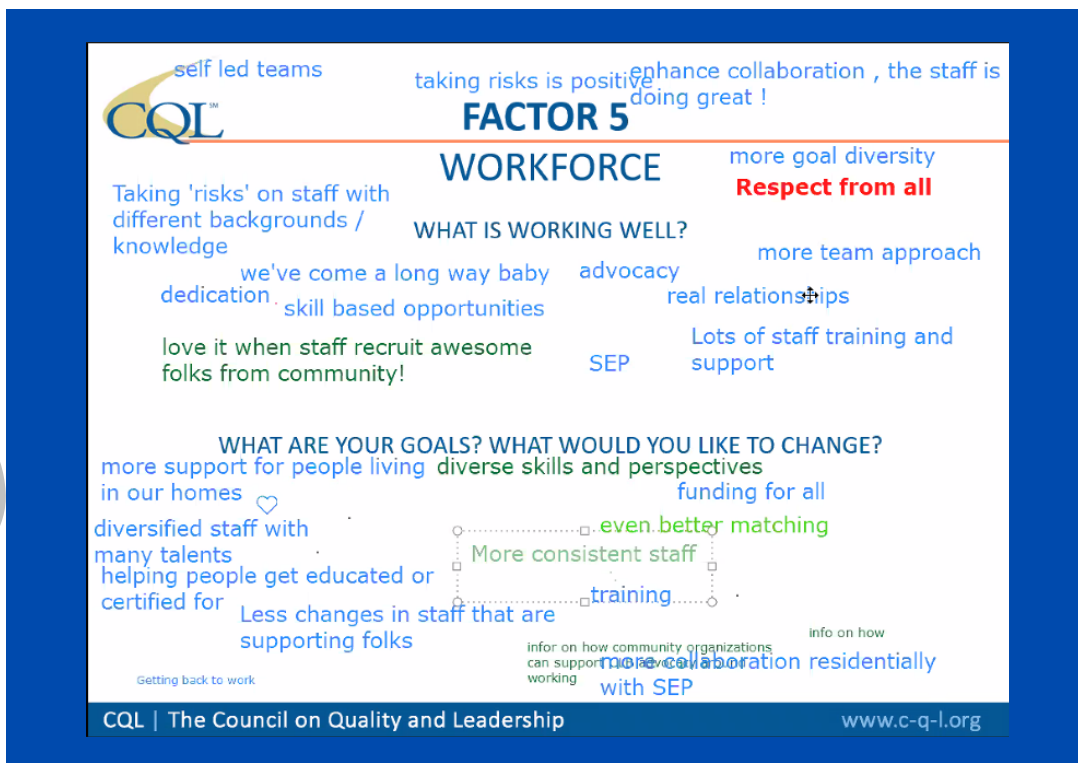 self led teams
taking risks is positive
enhance collaboration , the staff is
doing great !
CQL
SM
FACTOR 5
WORKFORCE
more goal diversity
Respect from all
Taking 'risks' on staff with
different backgrounds /
knowledge
WHAT IS WORKING WELL?
more team approach
we've come a long way baby
advocacy
dedication
real relationships
skill based opportunities
Lots of staff training and
support
love it when staff recruit awesome
folks from community!
SEP
WHAT ARE YOUR GOALS? WHAT WOULD YOU LIKE TO CHANGE?
more support for people living
in our homes
diverse skills and perspectives
funding for all
diversified staff with
many talents
even better matching
More consistent staff
helping people get educated or
certified for
training
Less changes in staff that are
supporting folks
info on how
infor on how community organizations
can support advocacy around
working
more collaboration residentially
with SEP
Getting back to work
CQL | The Council on Quality and Leadership
www.c-q-l.org